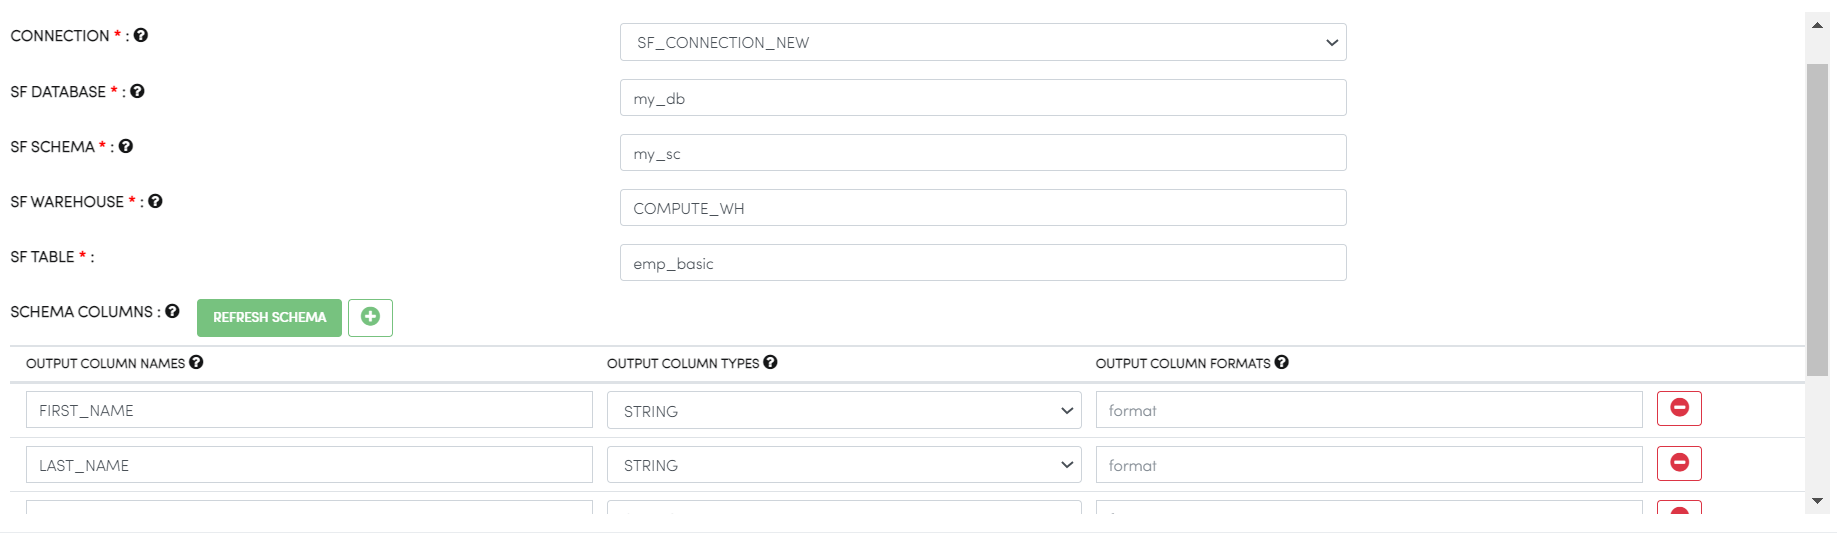 CONNECTION * :
SF_CONNECTION_NEW
SF DATABASE * :
my_db
SF SCHEMA * :
my_sc
SF WAREHOUSE * :
COMPUTE_WH
SF TABLE * :
emp_basic
SCHEMA COLUMNS : REFRESH SCHEMA
OUTPUT COLUMN NAMES OUTPUT COLUMN TYPES OUTPUT COLUMN FORMATS
FIRST_NAME STRING format
LAST_NAME STRING format